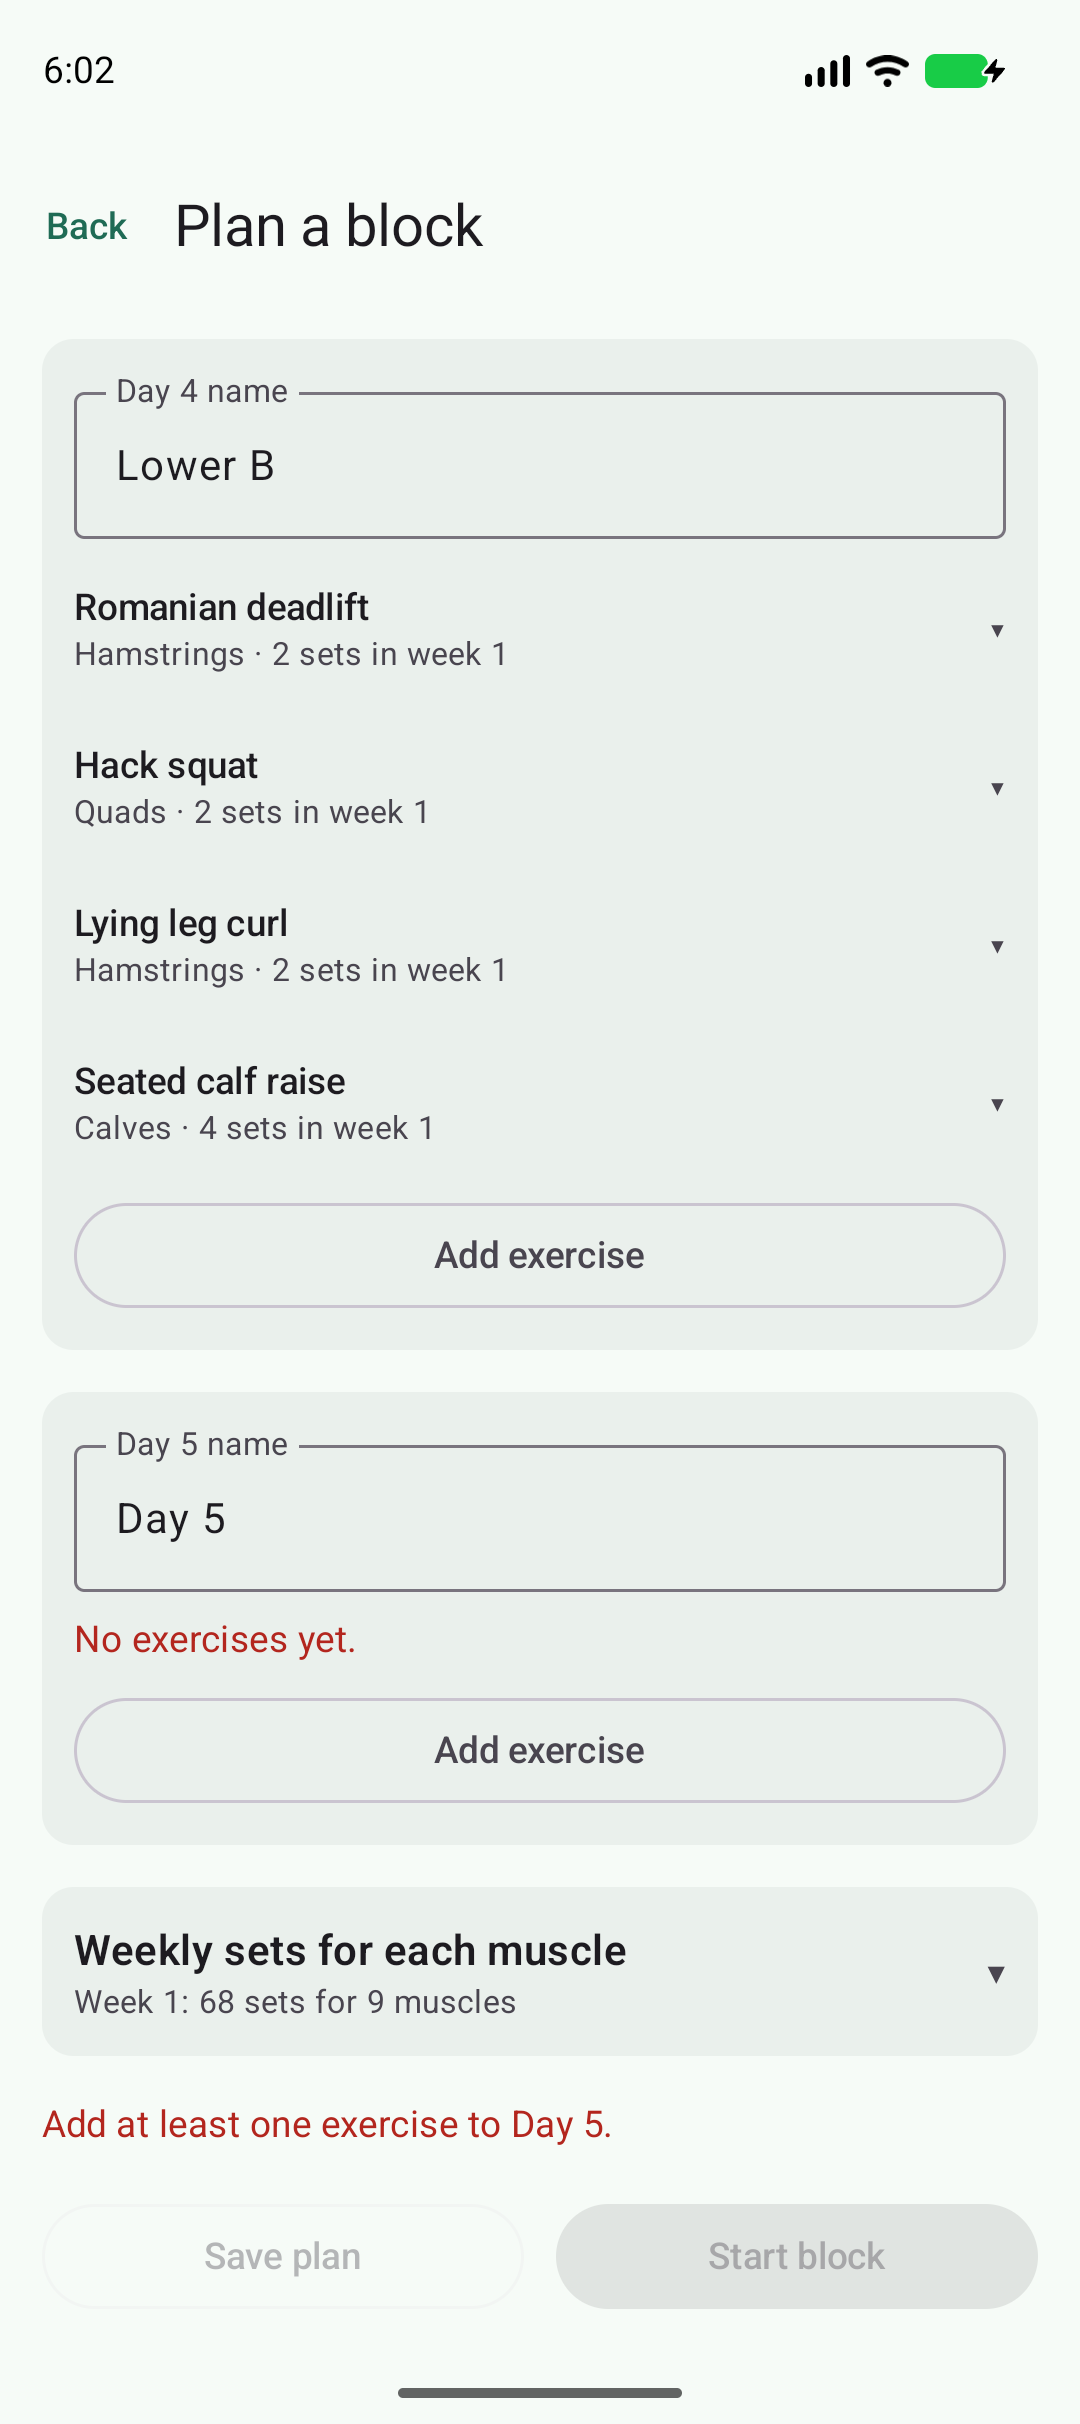 6:02
Back
Plan a block
Day 4 name
Lower B
Romanian deadlift
Hamstrings · 2 sets in week 1
Hack squat
Quads · 2 sets in week 1
Lying leg curl
Hamstrings · 2 sets in week 1
Seated calf raise
Calves · 4 sets in week 1
Add exercise
Day 5 name
Day 5
No exercises yet.
Add exercise
Weekly sets for each muscle
Week 1: 68 sets for 9 muscles
Add at least one exercise to Day 5.
Save plan
Start block